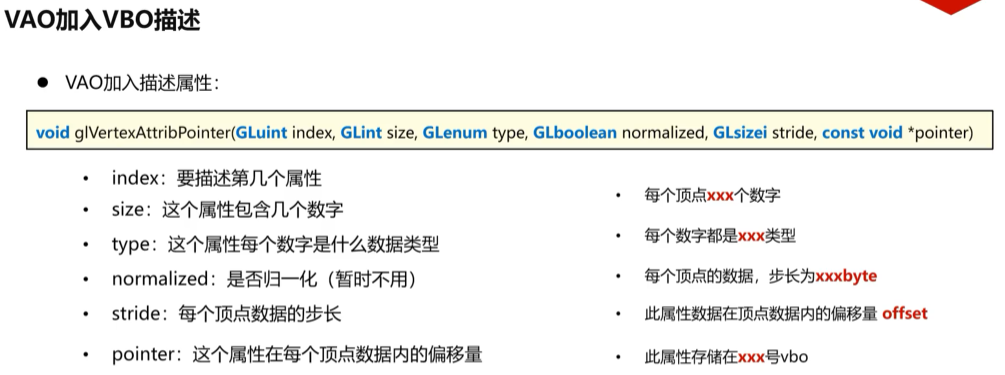 VAO加入VBO描述
● VAO加入描述属性：
void glVertexAttribPointer(GLuint index, GLint size, GLenum type, GLboolean normalized, GLsizei stride, const void *pointer)
• index：要描述第几个属性
• size：这个属性包含几个数字
• type：这个属性每个数字是什么数据类型
• normalized：是否归一化（暂时不用）
• stride：每个顶点数据的步长
• pointer：这个属性在每个顶点数据内的偏移量
• 每个顶点xxx个数字
• 每个数字都是xxx类型
• 每个顶点的数据，步长为xxxbyte
• 此属性数据在顶点数据内的偏移量 offset
• 此属性存储在xxx号vbo